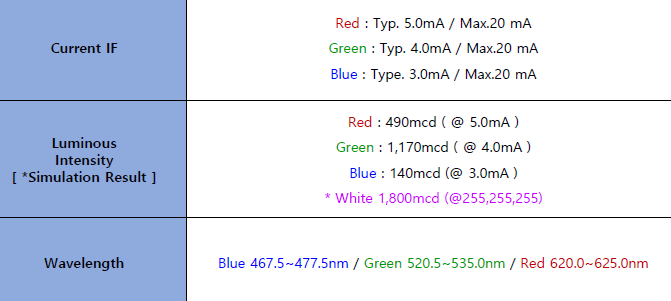 Current IF
Red : Typ. 5.0mA / Max.20 mA
Green : Typ. 4.0mA / Max.20 mA
Blue : Type. 3.0mA / Max.20 mA
Luminous
Intensity
[ *Simulation Result ]
Red : 490mcd ( @ 5.0mA )
Green : 1,170mcd ( @ 4.0mA )
Blue : 140mcd (@ 3.0mA )
* White 1,800mcd (@255,255,255)
Wavelength
Blue 467.5~477.5nm / Green 520.5~535.0nm / Red 620.0~625.0nm